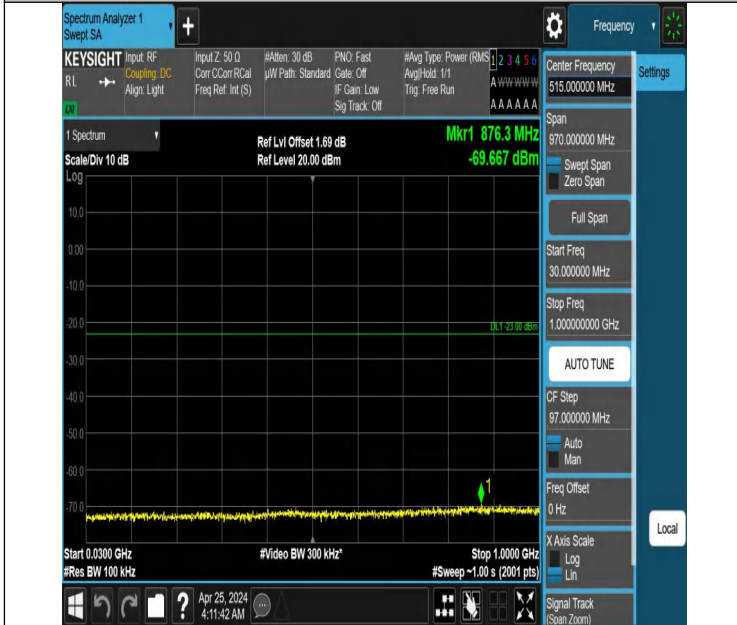 Spectrum Analyzer 1
Swept SA
+
Frequency
KEYSIGHT
RL
Input: RF
Coupling: DC
Align: Light
Input Z: 50 Ω
Corr CCorr RCal
Freq Ref: Int (S)
#Atten: 30 dB
µW Path: Standard
PNO: Fast
Gate: Off
IF Gain: Low
Sig Track: Off
#Avg Type: Power (RMS
Avg|Hold: 1/1
Trig: Free Run
1 2 3 4 5 6
A W W W W W
A A A A A A
1 Spectrum
Scale/Div 10 dB
Log
Ref Lvl Offset 1.69 dB
Ref Level 20.00 dBm
Mkr1 876.3 MHz
-69.667 dBm
10.0
0.00
-10.0
-20.0
DL1 -23.00 dBm
-30.0
-40.0
-50.0
-60.0
1
-70.0
Start 0.0300 GHz
#Res BW 100 kHz
#Video BW 300 kHz*
Stop 1.0000 GHz
#Sweep ~1.00 s (2001 pts)
?
Apr 25, 2024
4:11:42 AM
Center Frequency
515.000000 MHz
Span
970.000000 MHz
Swept Span
Zero Span
Full Span
Start Freq
30.000000 MHz
Stop Freq
1.000000000 GHz
AUTO TUNE
CF Step
97.000000 MHz
Auto
Man
Freq Offset
0 Hz
X Axis Scale
Log
Lin
Signal Track
(Span Zoom)
Settings
Local